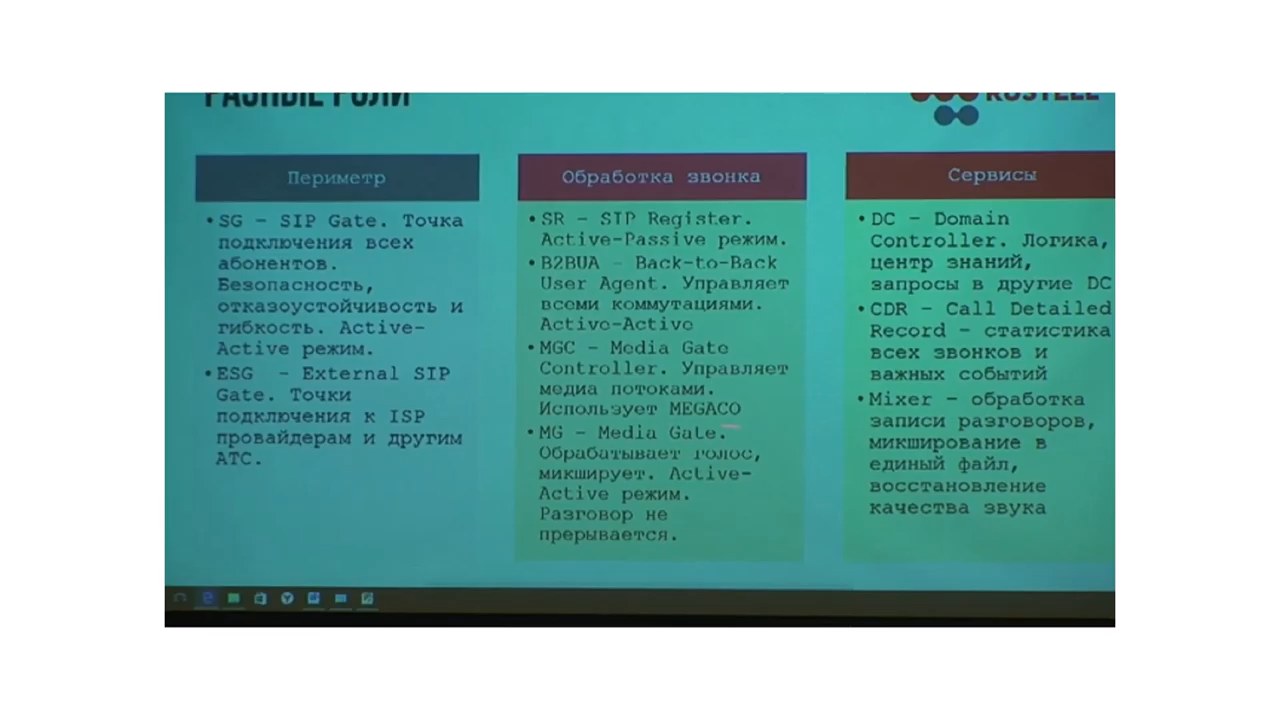 РАЗНЫЕ РОЛИ
RUSTELL
Периметр
•SG – SIP Gate. Точка
подключения всех
абонентов.
Безопасность,
отказоустойчивость и
гибкость. Active-
Active режим.
•ESG – External SIP
Gate. Точки
подключения к ISP
провайдерам и другим
АТС.
Обработка звонка
•SR – SIP Register.
Active-Passive режим.
•B2BUA – Back-to-Back
User Agent. Управляет
всеми коммутациями.
Active-Active
•MGC – Media Gate
Controller. Управляет
медиа потоками.
Использует MEGACO
•MG – Media Gate.
Обрабатывает голос,
микширует. Active-
Active режим.
Разговор не
прерывается.
Сервисы
•DC – Domain
Controller. Логика,
центр знаний,
запросы в другие DC
•CDR – Call Detailed
Record – статистика
всех звонков и
важных событий
•Mixer – обработка
записи разговоров,
микширование в
единый файл,
восстановление
качества звука